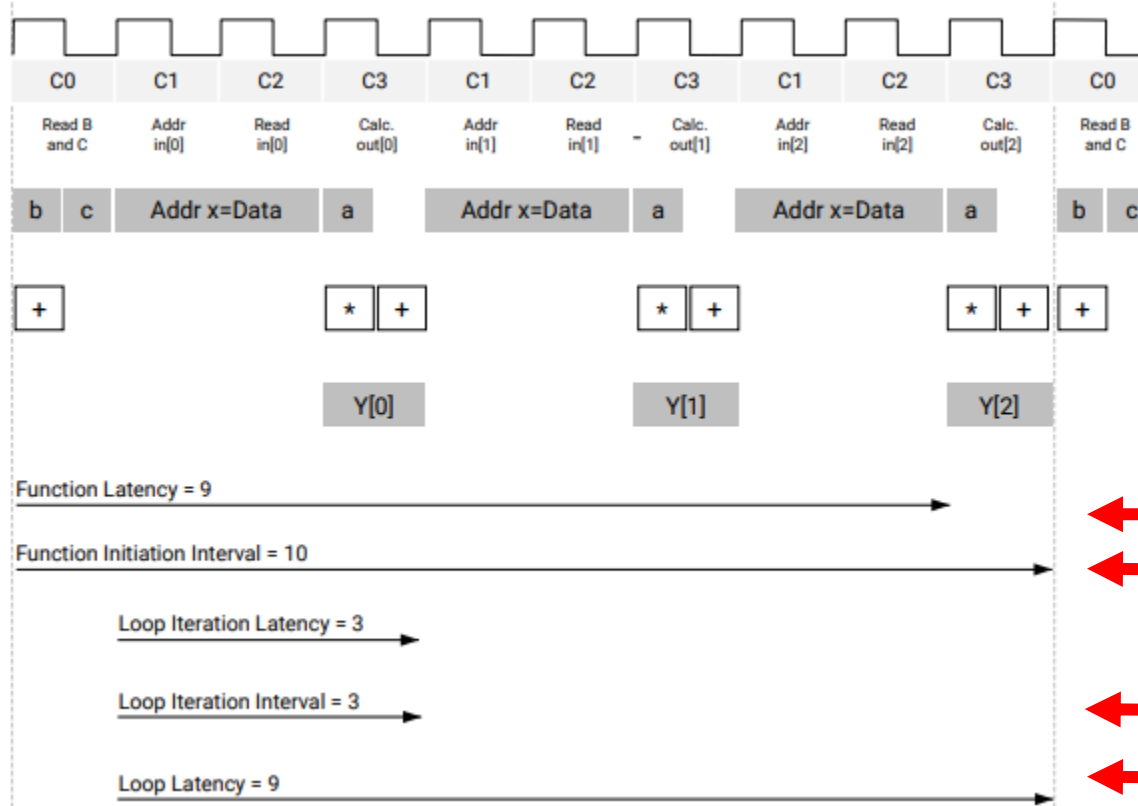 C0 C1 C2 C3 C1 C2 C3 C1 C2 C3 C0
Read B Addr Read Calc. Addr Read Calc. Addr Read Calc. Read B
and C in[0] in[0] out[0] in[1] in[1] - out[1] in[2] in[2] out[2] and C
b c Addr x=Data a Addr x=Data a Addr x=Data a b c
+ * + * + * + +
Y[0] Y[1] Y[2]
Function Latency = 9
Function Initiation Interval = 10
Loop Iteration Latency = 3
Loop Iteration Interval = 3
Loop Latency = 9